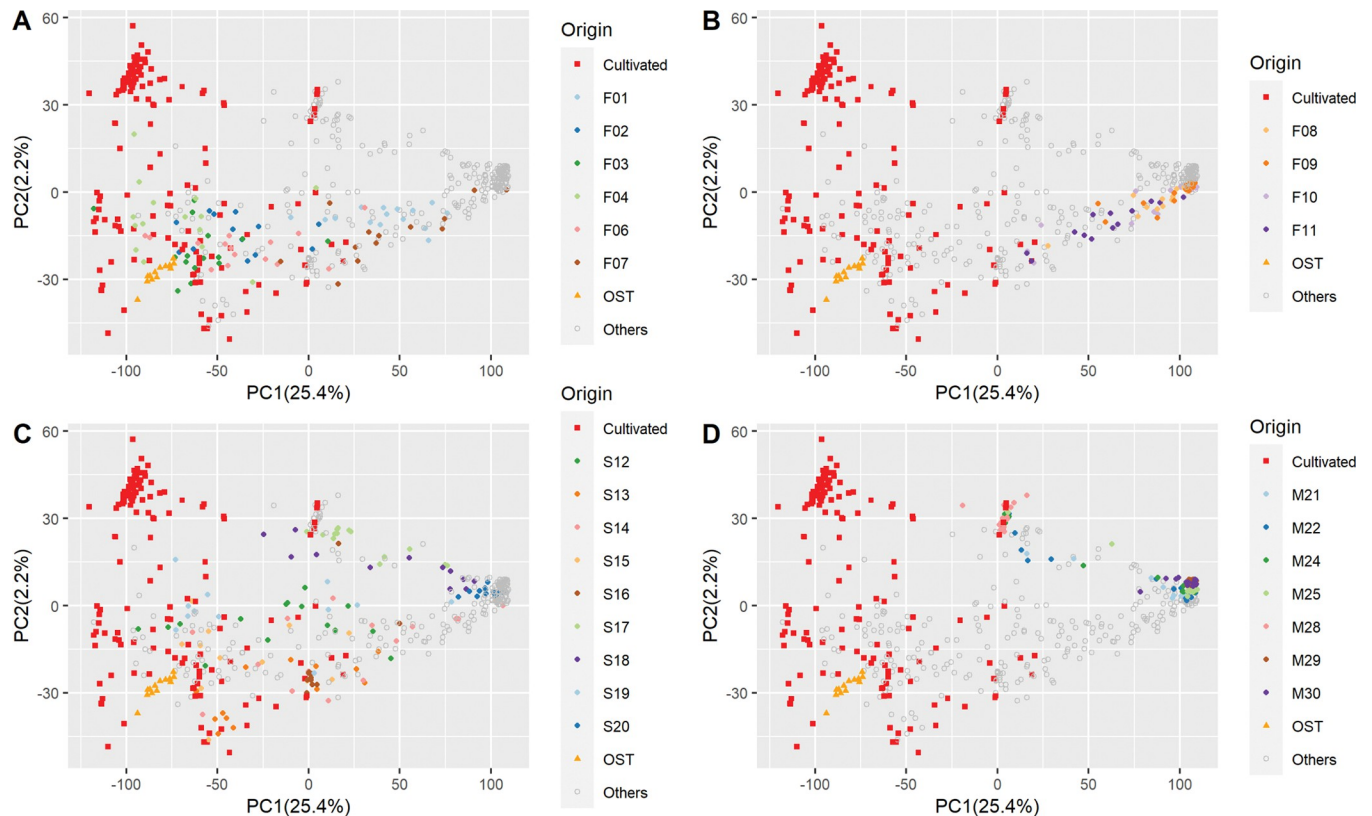 A
60
30
0
-30
PC2(2.2%)
-100
-50
0
50
100
PC1(25.4%)
Origin
Cultivated
F01
F02
F03
F04
F06
F07
OST
Others
B
60
30
0
-30
PC2(2.2%)
-100
-50
0
50
100
PC1(25.4%)
Origin
Cultivated
F08
F09
F10
F11
OST
Others
C
60
30
0
-30
PC2(2.2%)
-100
-50
0
50
100
PC1(25.4%)
Origin
Cultivated
S12
S13
S14
S15
S16
S17
S18
S19
S20
OST
Others
D
60
30
0
-30
PC2(2.2%)
-100
-50
0
50
100
PC1(25.4%)
Origin
Cultivated
M21
M22
M24
M25
M28
M29
M30
OST
Others